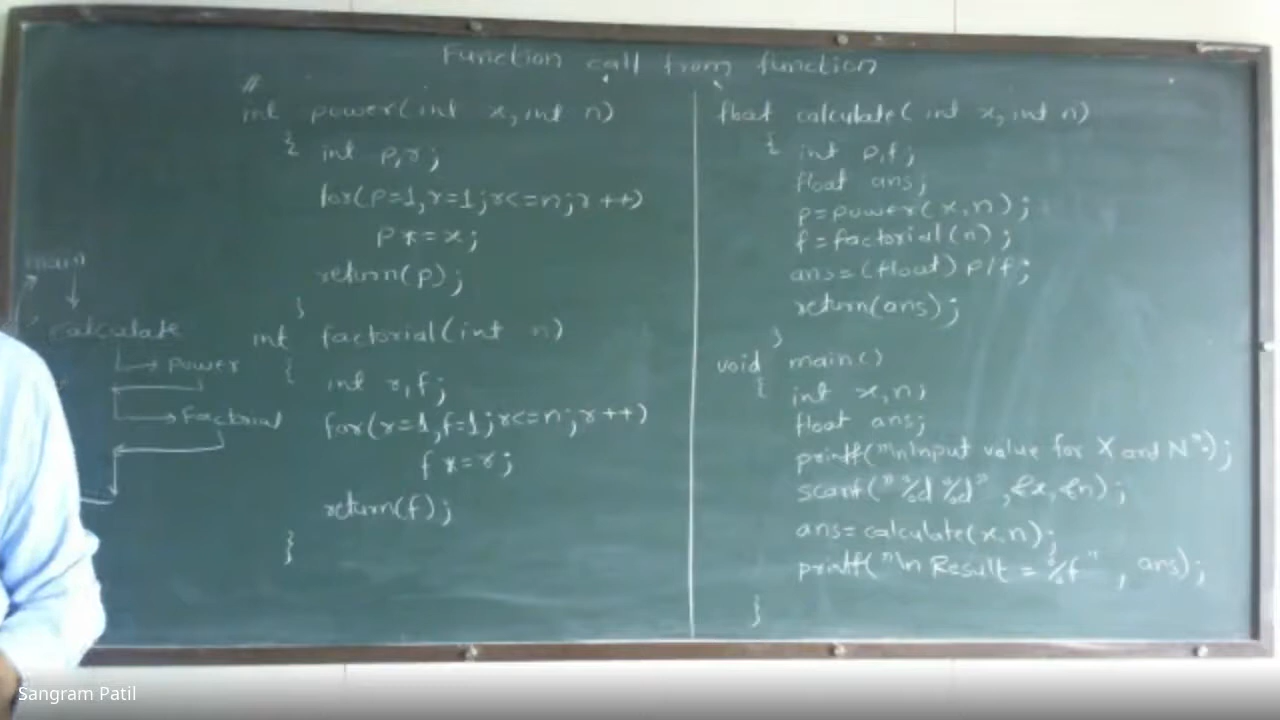 Function call from function
//
int power(int x, int n)
{ int p,r;
for(p=1,r=1;r<=n;r++)
p*=x;
return(p);
}
int factorial(int n)
{
int r,f;
for(r=1,f=1;r<=n;r++)
f*=r;
return(f);
}
main
calculate
power
Factorial
float calculate( int x, int n)
{ int p,f;
float ans;
p=power(x,n);
f=factorial(n);
ans=(float) p/f;
return(ans);
}
void main()
{ int x,n;
float ans;
printf("\nInput value for X and N");
scanf("%d %d" ,&x,&n);
ans=calculate(x,n);
printf("\n Result = %f" , ans);
}
Sangram Patil